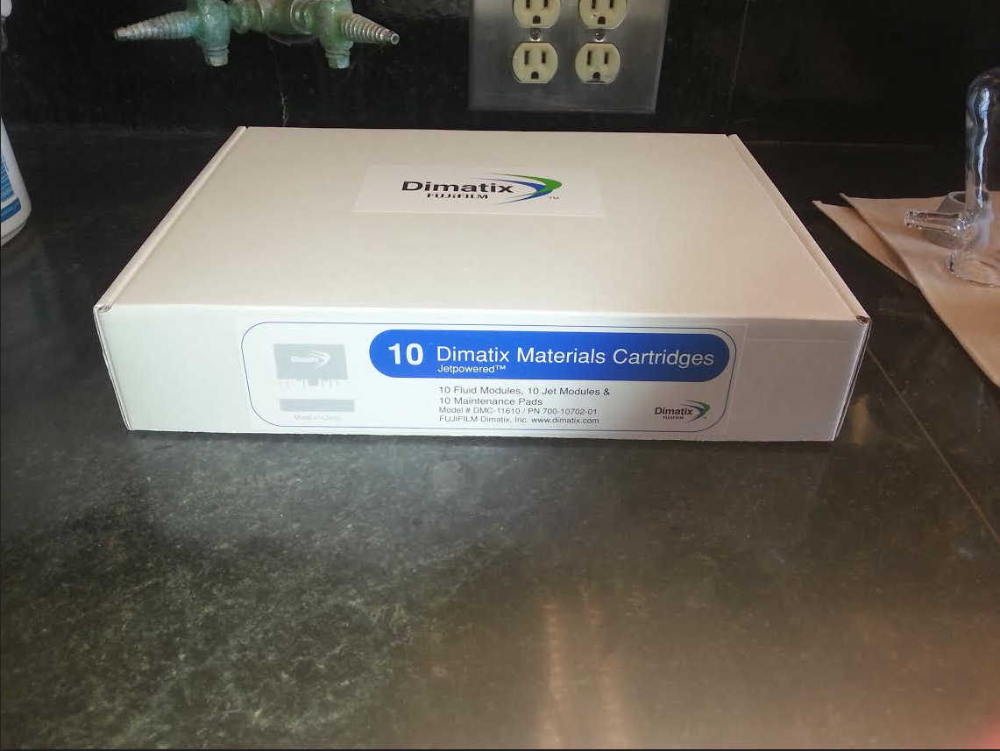 Dimatix
FUJIFILM
TM
Dimatix
10 Dimatix Materials Cartridges
Jetpowered™
10 Fluid Modules, 10 Jet Modules &
10 Maintenance Pads
Model # DMC-11610 / PN 700-10702-01
FUJIFILM Dimatix, Inc. www.dimatix.com
Made in China
Dimatix
FUJIFILM